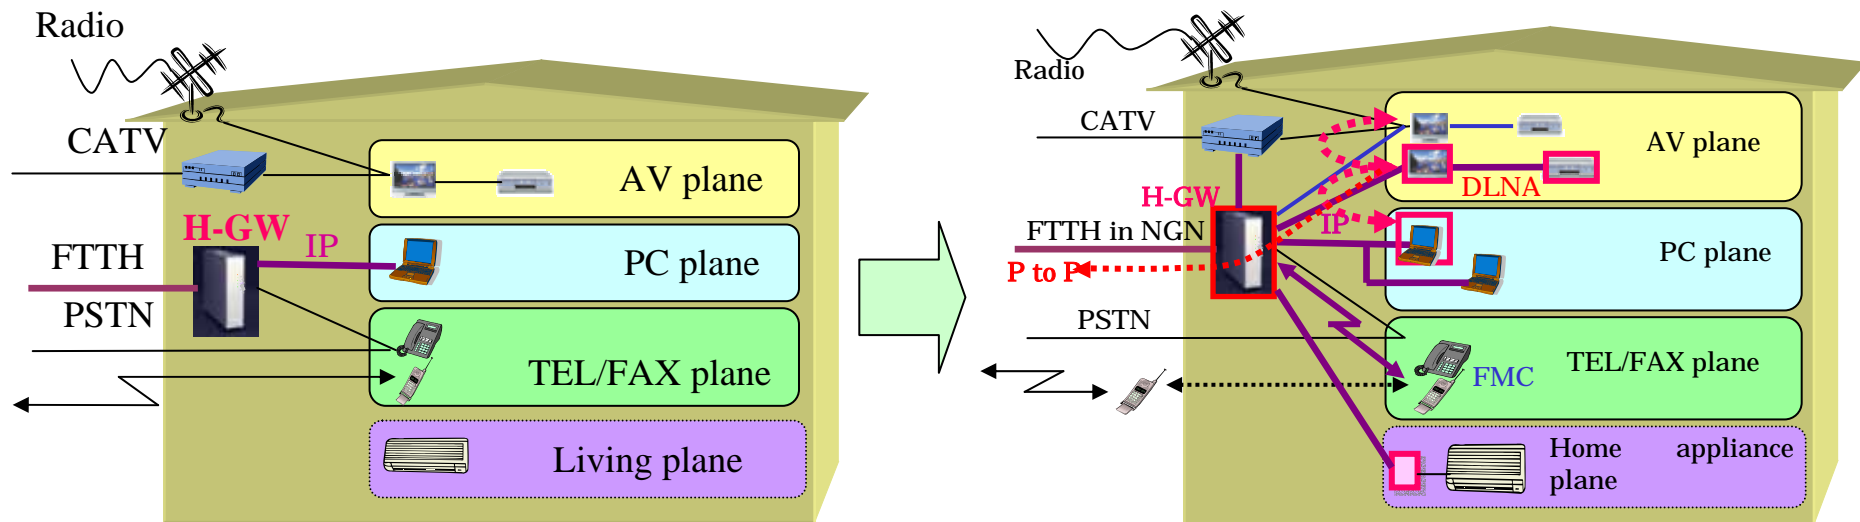 Radio
CATV
AV plane
H-GW
IP
FTTH
PC plane
PSTN
TEL/FAX plane
Living plane
Radio
CATV
AV plane
DLNA
H-GW
FTTH in NGN
IP
P to P
PC plane
PSTN
TEL/FAX plane
FMC
Home appliance
plane